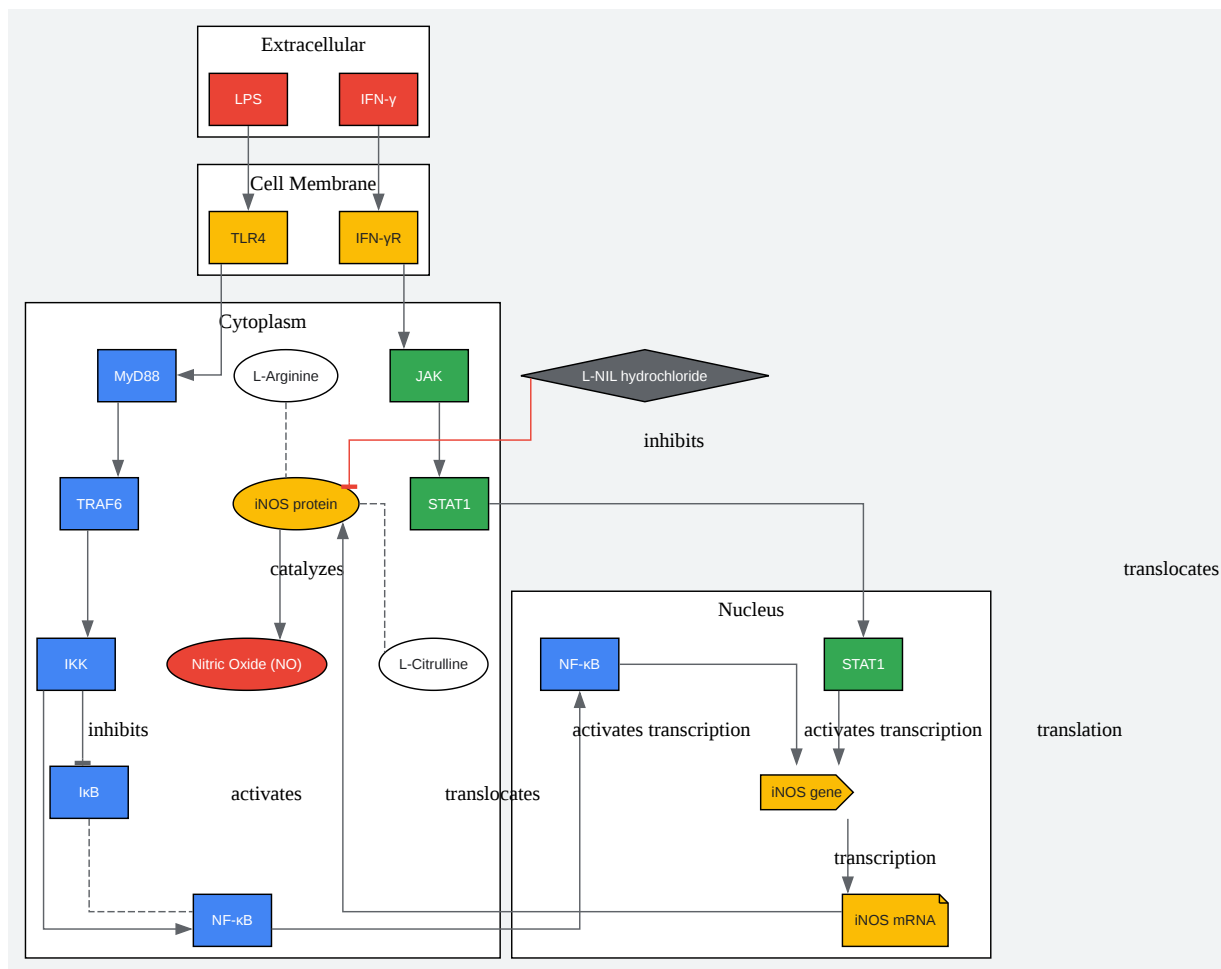 Extracellular
LPS
IFN-γ
Cell Membrane
TLR4
IFN-γR
Cytoplasm
MyD88
L-Arginine
JAK
L-NIL hydrochloride
inhibits
TRAF6
iNOS protein
STAT1
catalyzes
translocates
Nucleus
IKK
Nitric Oxide (NO)
L-Citrulline
NF-κB
STAT1
inhibits
activates transcription
activates transcription
translation
IκB
activates
translocates
iNOS gene
transcription
NF-κB
iNOS mRNA